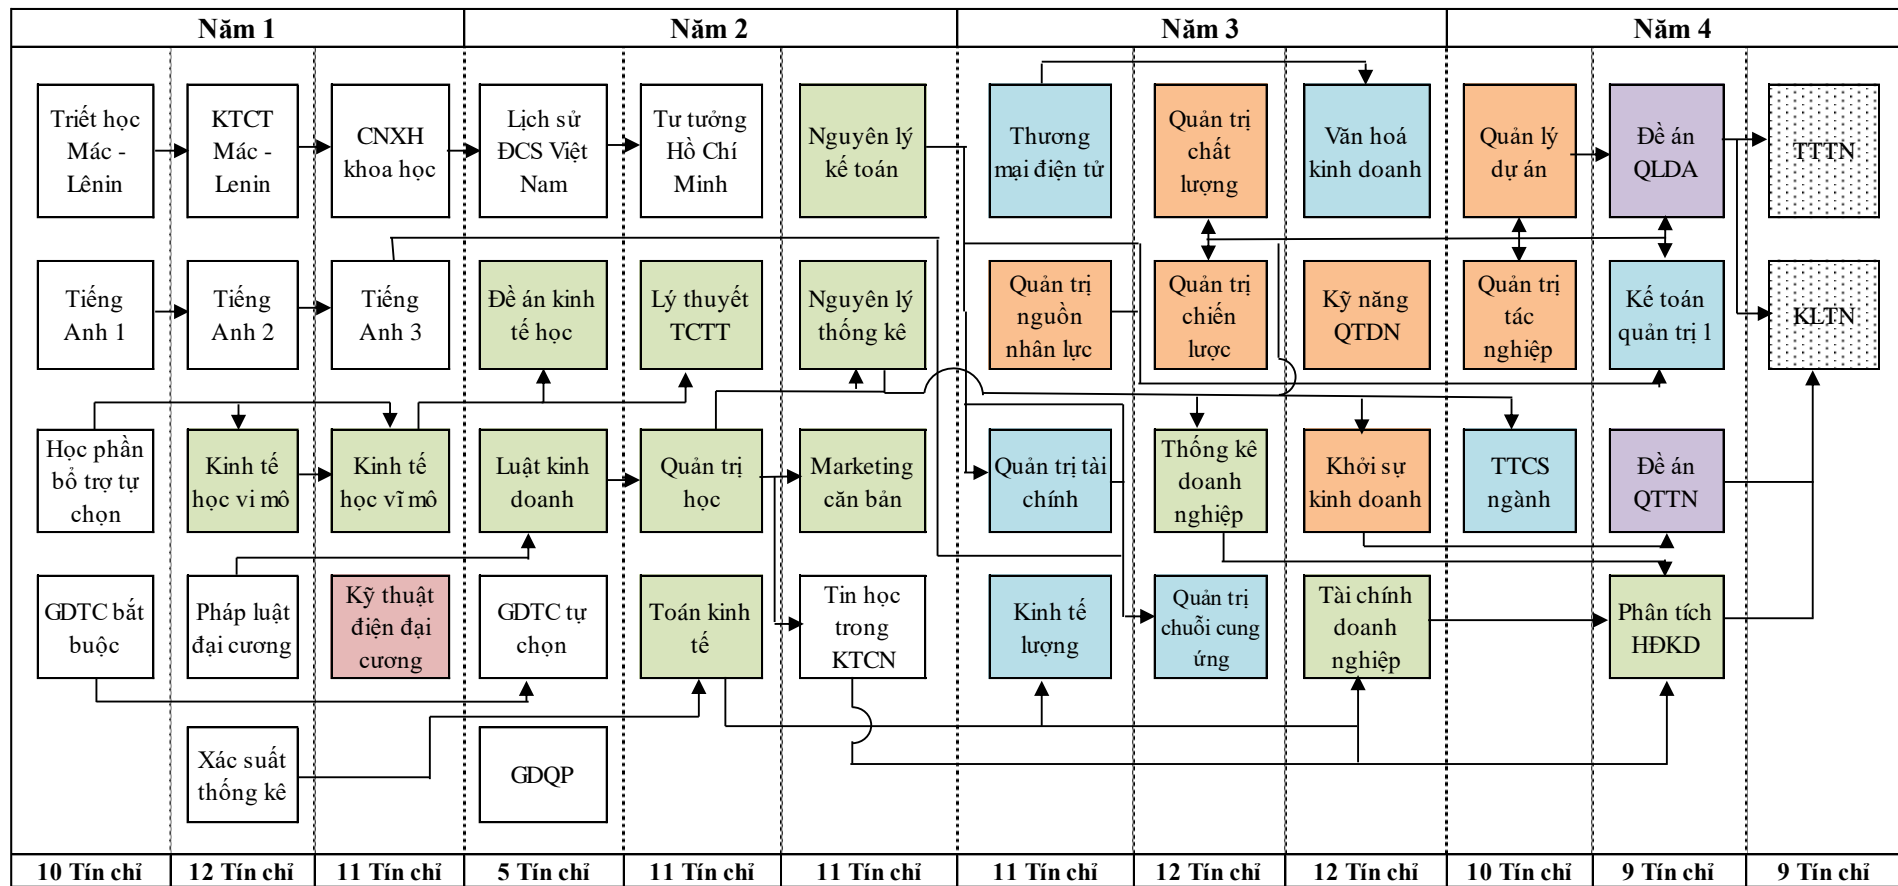 Năm 1
Năm 2
Năm 3
Năm 4
Triết học
Mác -
Lênin
KTCT
Mác -
Lenin
CNXH
khoa học
Lịch sử
ĐCS Việt
Nam
Tư tưởng
Hồ Chí
Minh
Nguyên lý
kế toán
Thương
mại điện tử
Quản trị
chất
lượng
Văn hoá
kinh doanh
Quản lý
dự án
Đề án
QLDA
TTTN
Tiếng
Anh 1
Tiếng
Anh 2
Tiếng
Anh 3
Đề án kinh
tế học
Lý thuyết
TCTT
Nguyên lý
thống kê
Quản trị
nguồn
nhân lực
Quản trị
chiến
lược
Kỹ năng
QTDN
Quản trị
tác
nghiệp
Kế toán
quản trị 1
KLTN
Học phần
bổ trợ tự
chọn
Kinh tế
học vi mô
Kinh tế
học vĩ mô
Luật kinh
doanh
Quản trị
học
Marketing
căn bản
Quản trị tài
chính
Thống kê
doanh
nghiệp
Khởi sự
kinh doanh
TTCS
ngành
Đề án
QTTN
GDTC bắt
buộc
Pháp luật
đại cương
Kỹ thuật
điện đại
cương
GDTC tự
chọn
Toán kinh
tế
Tin học
trong
KTCN
Kinh tế
lượng
Quản trị
chuỗi cung
ứng
Tài chính
doanh
nghiệp
Phân tích
HĐKD
Xác suất
thống kê
GDQP
10 Tín chỉ
12 Tín chỉ
11 Tín chỉ
5 Tín chỉ
11 Tín chỉ
11 Tín chỉ
11 Tín chỉ
12 Tín chỉ
12 Tín chỉ
10 Tín chỉ
9 Tín chỉ
9 Tín chỉ